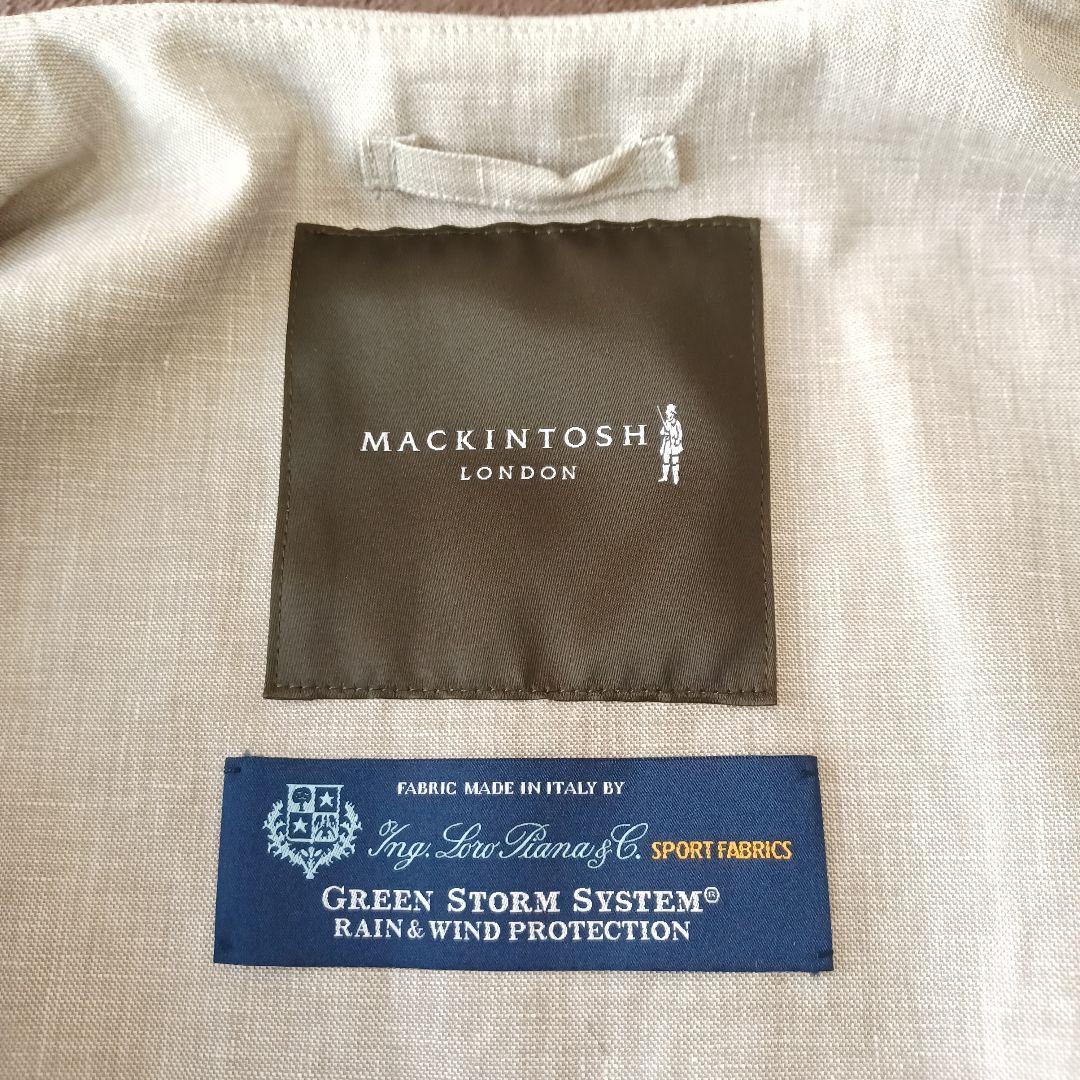 MACKINTOSH
LONDON
FABRIC MADE IN ITALY BY
Ing. Loro Piana & C. SPORT FABRICS
GREEN STORM SYSTEM®
RAIN & WIND PROTECTION